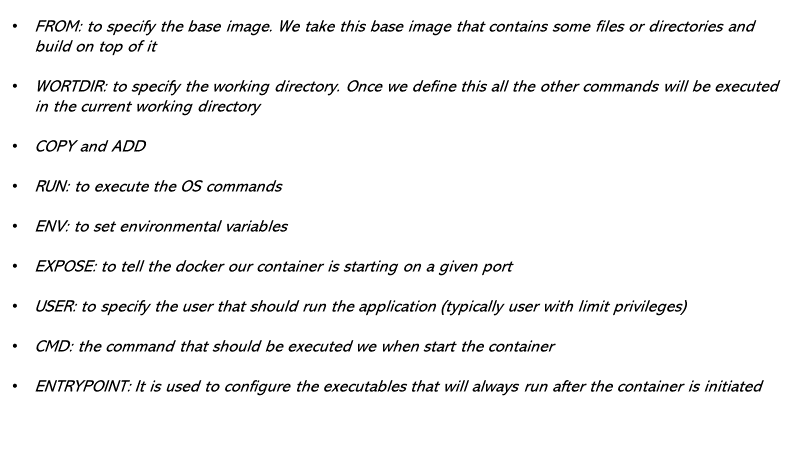 • FROM: to specify the base image. We take this base image that contains some files or directories and
build on top of it
• WORTDIR: to specify the working directory. Once we define this all the other commands will be executed
in the current working directory
• COPY and ADD
• RUN: to execute the OS commands
• ENV: to set environmental variables
• EXPOSE: to tell the docker our container is starting on a given port
• USER: to specify the user that should run the application (typically user with limit privileges)
• CMD: the command that should be executed we when start the container
• ENTRYPOINT: It is used to configure the executables that will always run after the container is initiated